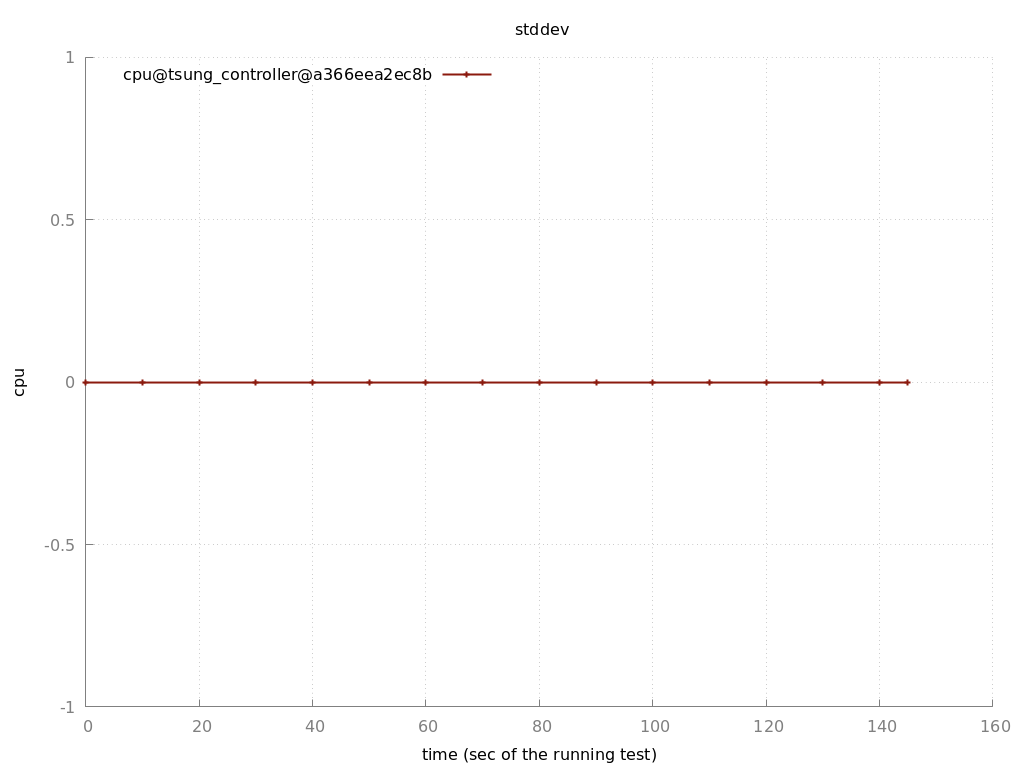 stddev
cpu@tsung_controller@a366eea2ec8b
1
0.5
0
-0.5
-1
cpu
0 20 40 60 80 100 120 140 160
time (sec of the running test)